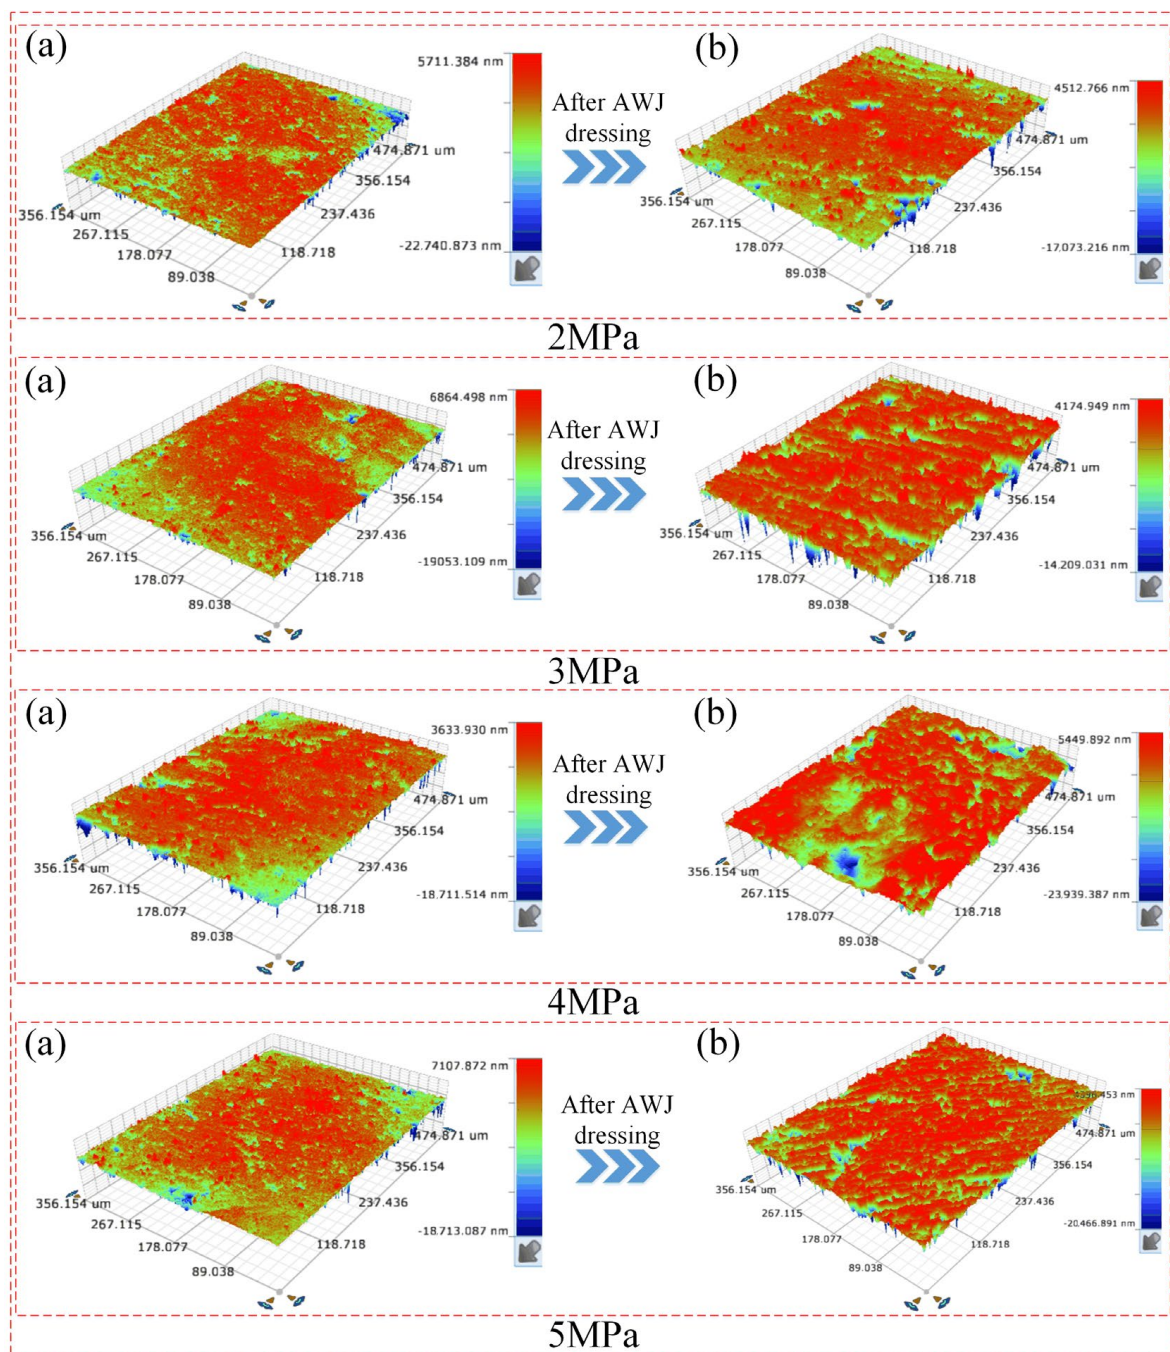 (a)
5711.384 nm
474.871 um
356.154
237.436
118.718
356.154 um
267.115
178.077
89.038
-22.740.873 nm
After AWJ
dressing
(b)
4512.766 nm
474.871 um
356.154
237.436
118.718
356.154 um
267.115
178.077
89.038
-17.073.216 nm
2MPa
(a)
6864.498 nm
474.871 um
356.154
237.436
118.718
356.154 um
267.115
178.077
89.038
-19053.109 nm
After AWJ
dressing
(b)
4174.949 nm
474.871 um
356.154
237.436
118.718
356.154 um
267.115
178.077
89.038
-14.209.031 nm
3MPa
(a)
3633.930 nm
474.871 um
356.154
237.436
118.718
356.154 um
267.115
178.077
89.038
-18.711.514 nm
After AWJ
dressing
(b)
5449.892 nm
474.871 um
356.154
237.436
118.718
356.154 um
267.115
178.077
89.038
-23.939.387 nm
4MPa
(a)
7107.872 nm
474.871 um
356.154
237.436
118.718
356.154 um
267.115
178.077
89.038
-18.713.087 nm
After AWJ
dressing
(b)
474.871 um
356.154
237.436
118.718
356.154 um
267.115
178.077
89.038
-20.466.891 nm
5MPa